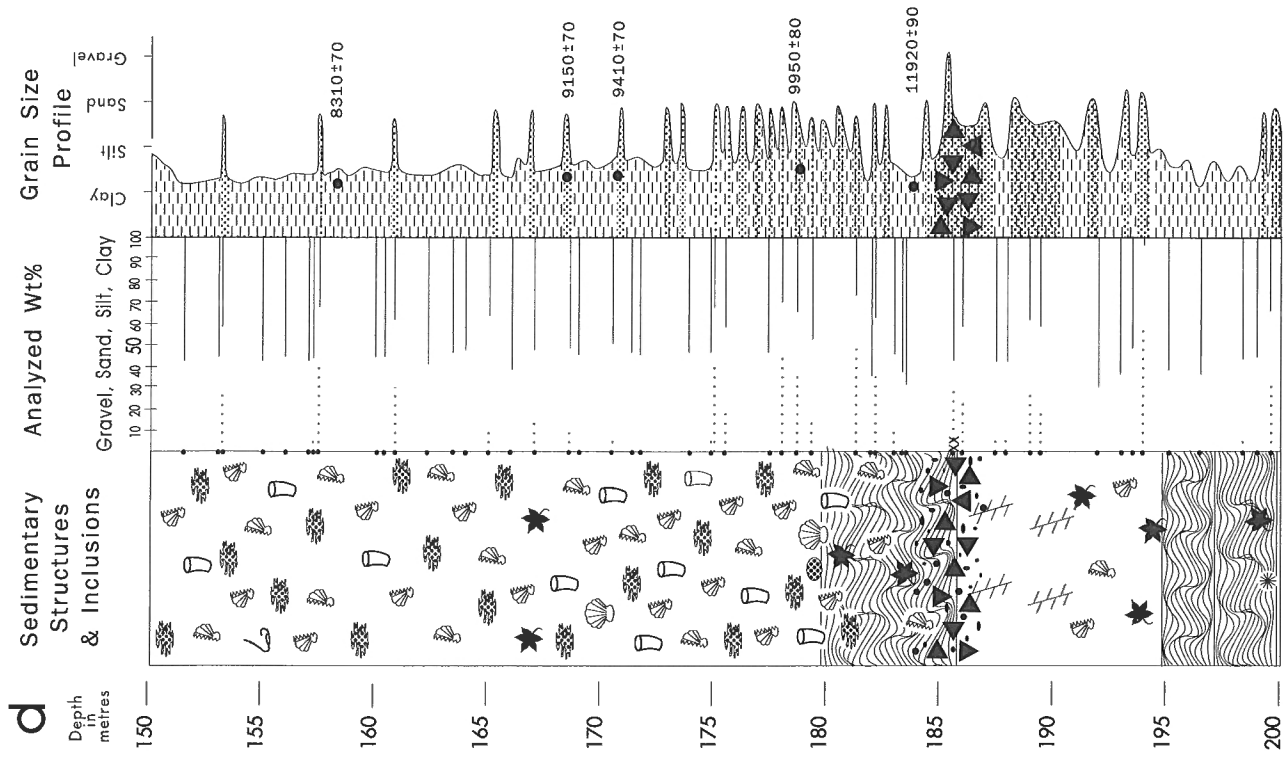 d
Depth
in
metres
150
155
160
165
170
175
180
185
190
195
200
Sedimentary
Structures
& Inclusions
Analyzed Wt%
Gravel, Sand, Silt, Clay
10
20
30
40
50
60
70
80
90
100
Grain Size
Profile
Clay
Silt
Sand
Gravel
8310±70
9150±70
9410±70
9950±80
11920±90